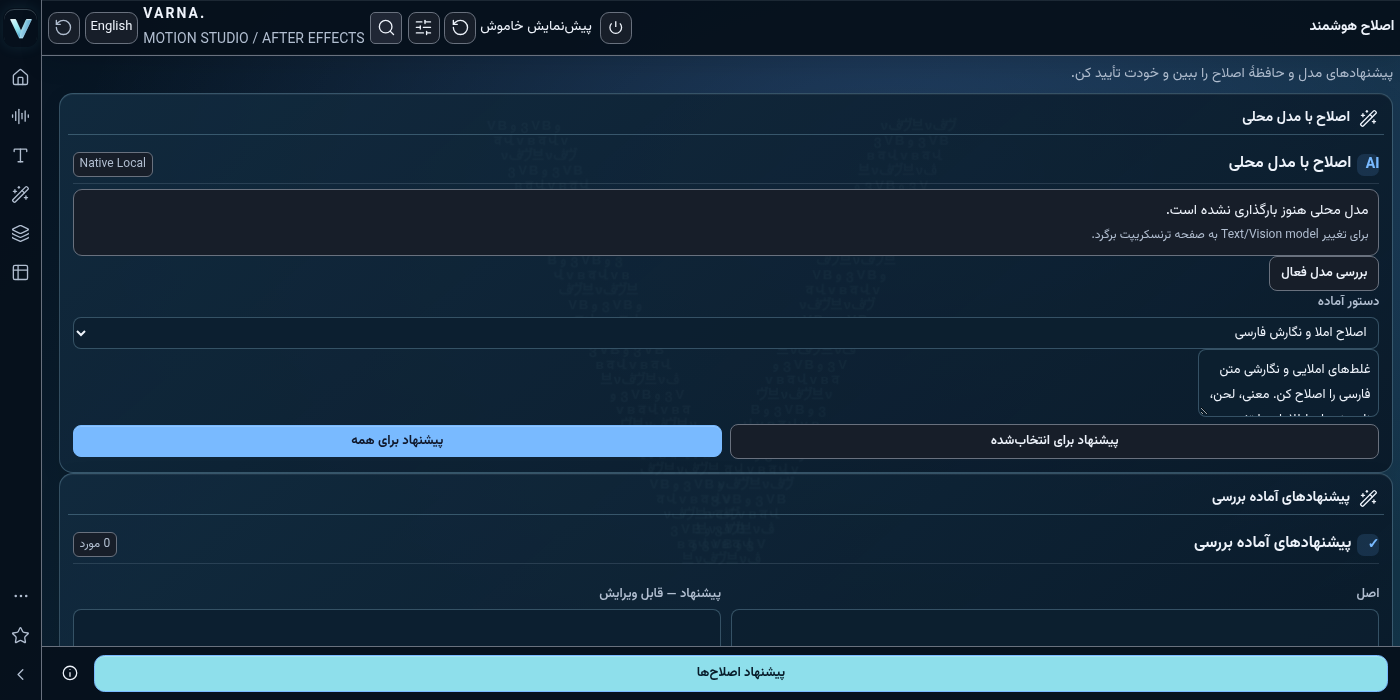 اصلاح هوشمند
پیش‌نمایش خاموش
VARNA.
MOTION STUDIO / AFTER EFFECTS
English
پیشنهادهای مدل و حافظهٔ اصلاح را ببین و خودت تأیید کن.
اصلاح با مدل محلی
AI
اصلاح با مدل محلی
Native Local
مدل محلی هنوز بارگذاری نشده است.
برای تغییر Text/Vision model به صفحه ترنسکریپت برگرد.
بررسی مدل فعال
دستور آماده
اصلاح املا و نگارش فارسی
غلط‌های املایی و نگارشی متن
فارسی را اصلاح کن. معنی، لحن،
پیشنهاد برای انتخاب‌شده
پیشنهاد برای همه
پیشنهادهای آماده بررسی
پیشنهادهای آماده بررسی
0 مورد
اصل
پیشنهاد — قابل ویرایش
پیشنهاد اصلاح‌ها